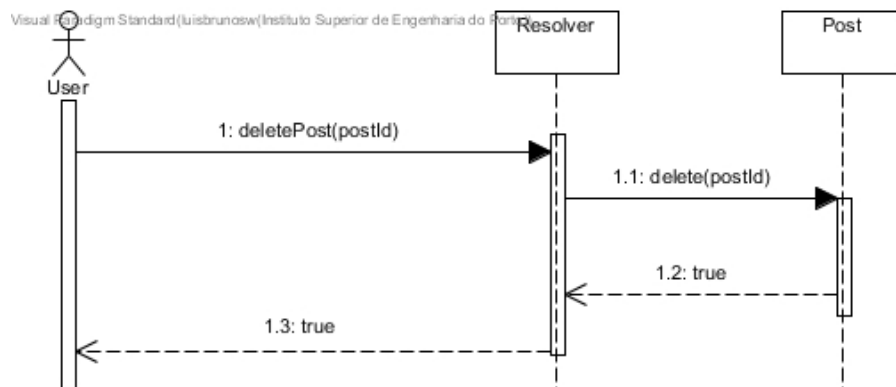 Visual Paradigm Standard(luisbrunosw(Instituto Superior de Engenharia do Porto))
Resolver
Post
User
1: deletePost(postId)
1.1: delete(postId)
1.2: true
1.3: true